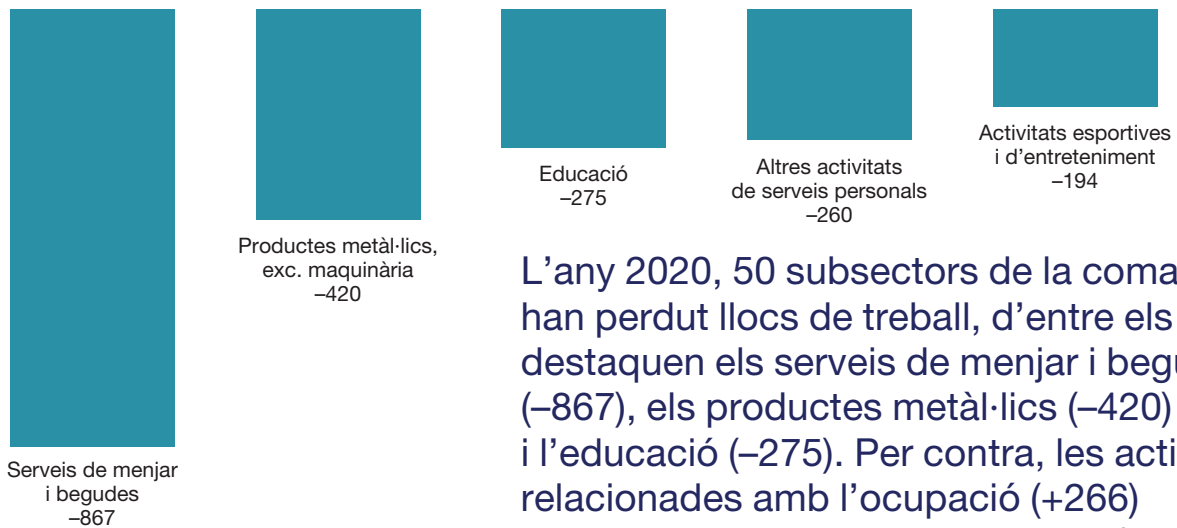 Serveis de menjar
i begudes
–867
Productes metàl·lics,
exc. maquinària
–420
Educació
–275
Altres activitats
de serveis personals
–260
Activitats esportives
i d’entreteniment
–194
L’any 2020, 50 subsectors de la coma
han perdut llocs de treball, d’entre els
destaquen els serveis de menjar i begu
(–867), els productes metàl·lics (–420)
i l’educació (–275). Per contra, les acti
relacionades amb l’ocupació (+266)